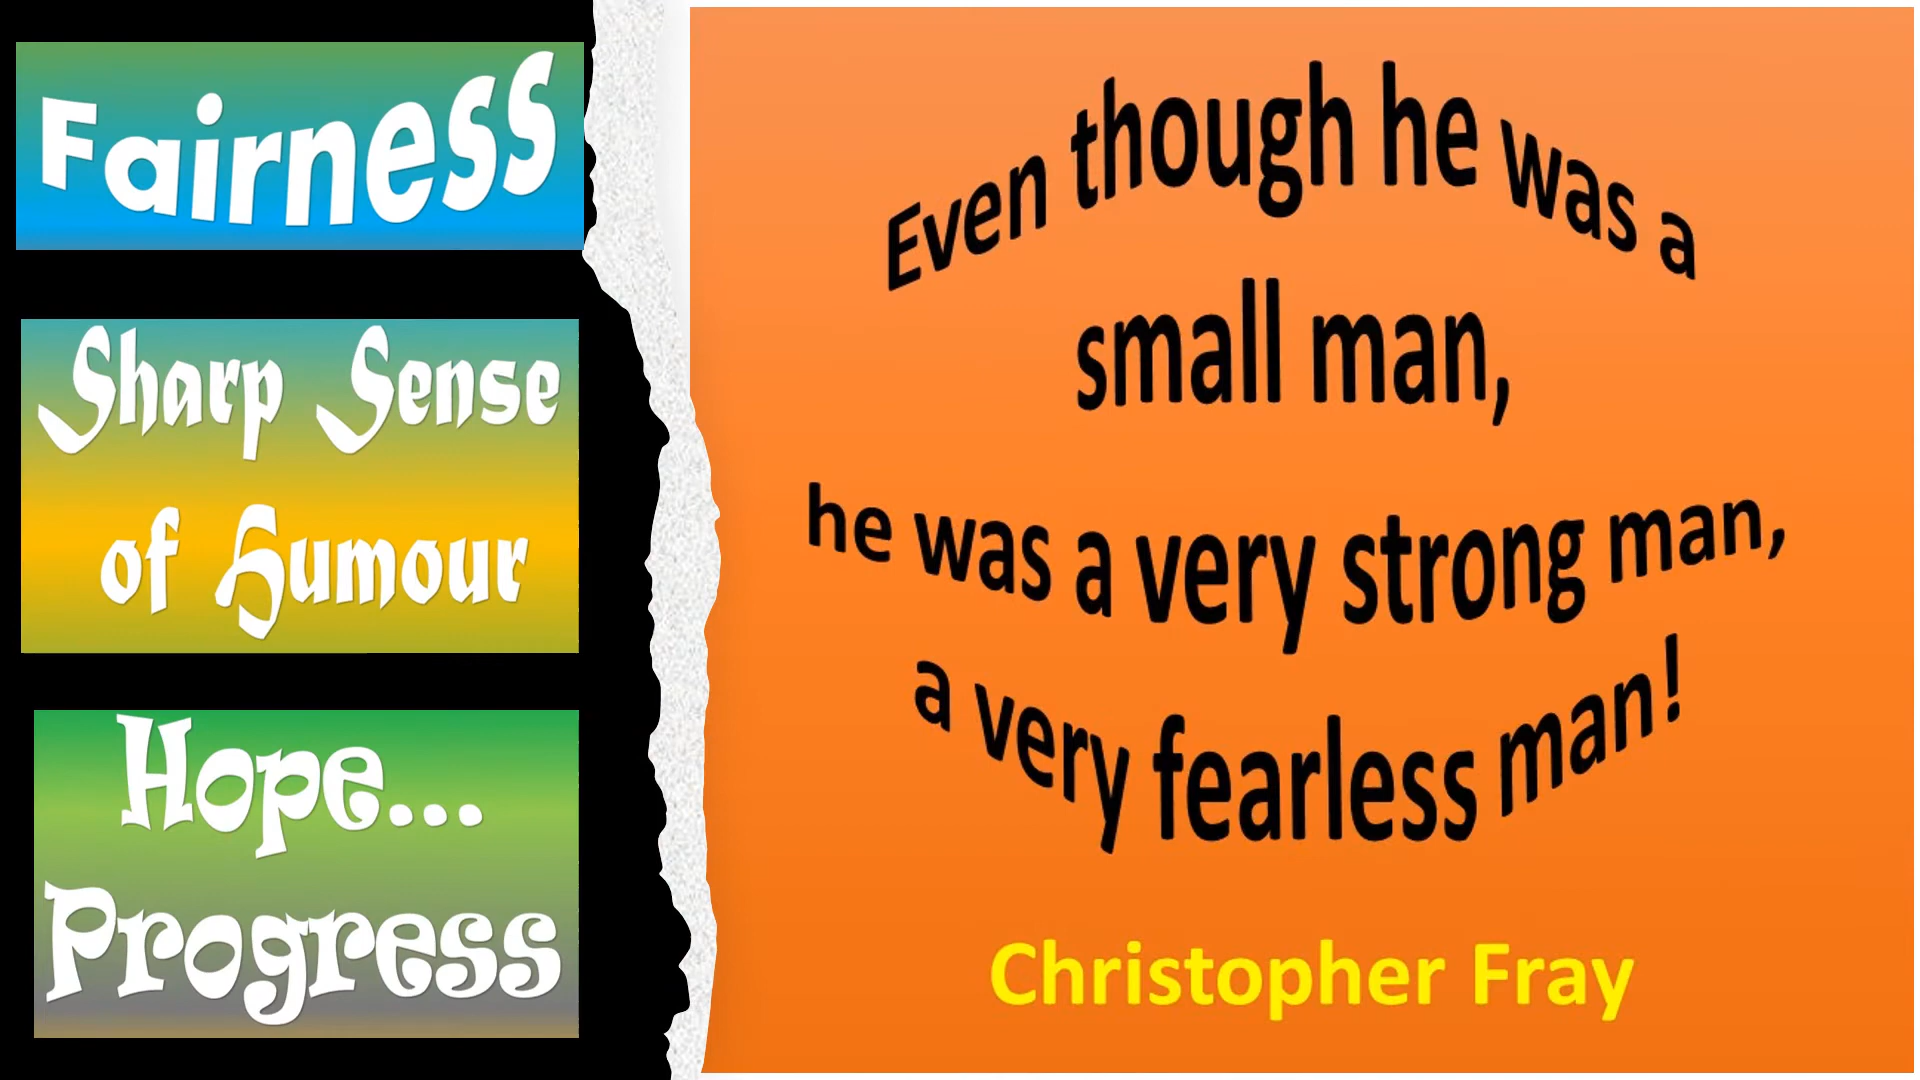 Fairness
Sharp Sense
of Humour
Hope...
Progress
Even though he was a
small man,
he was a very strong man,
a very fearless man!
Christopher Fray